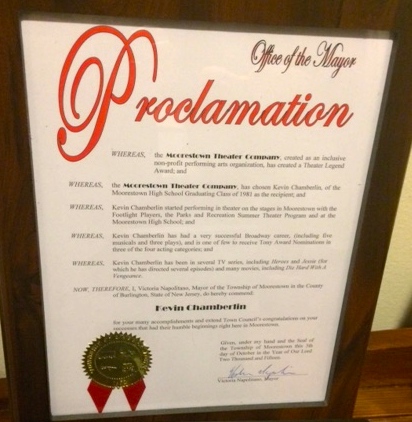 Office of the Mayor
Proclamation
WHEREAS, the Moorestown Theater Company, created as an inclusive
non-profit performing arts organization, has created a Theater Legend
Award; and
WHEREAS, the Moorestown Theater Company, has chosen Kevin Chamberlin, of the
Moorestown High School Graduating Class of 1981 as the recipient; and
WHEREAS, Kevin Chamberlin started performing in theater on the stages in Moorestown with the
Footlight Players, the Parks and Recreation Summer Theater Program and at the
Moorestown High School; and
WHEREAS, Kevin Chamberlin has had a very successful Broadway career, (including five
musicals and three plays), and is one of few to receive Tony Award Nominations in
three of the four acting categories; and
WHEREAS, Kevin Chamberlin has been in several TV series, including Heroes and Jessie (for
which he has directed several episodes) and many movies, including Die Hard With A
Vengeance.
NOW, THEREFORE, I, Victoria Napolitano, Mayor of the Township of Moorestown in the County
of Burlington, State of New Jersey, do hereby commend:
Kevin Chamberlin
for your many accomplishments and extend Town Council's congratulations on your
successes that had their humble beginnings right here in Moorestown.
Given, under my hand and the Seal of
the Township of Moorestown this 5th
day of October in the Year of Our Lord
Two Thousand and Fifteen
Victoria Napolitano, Mayor